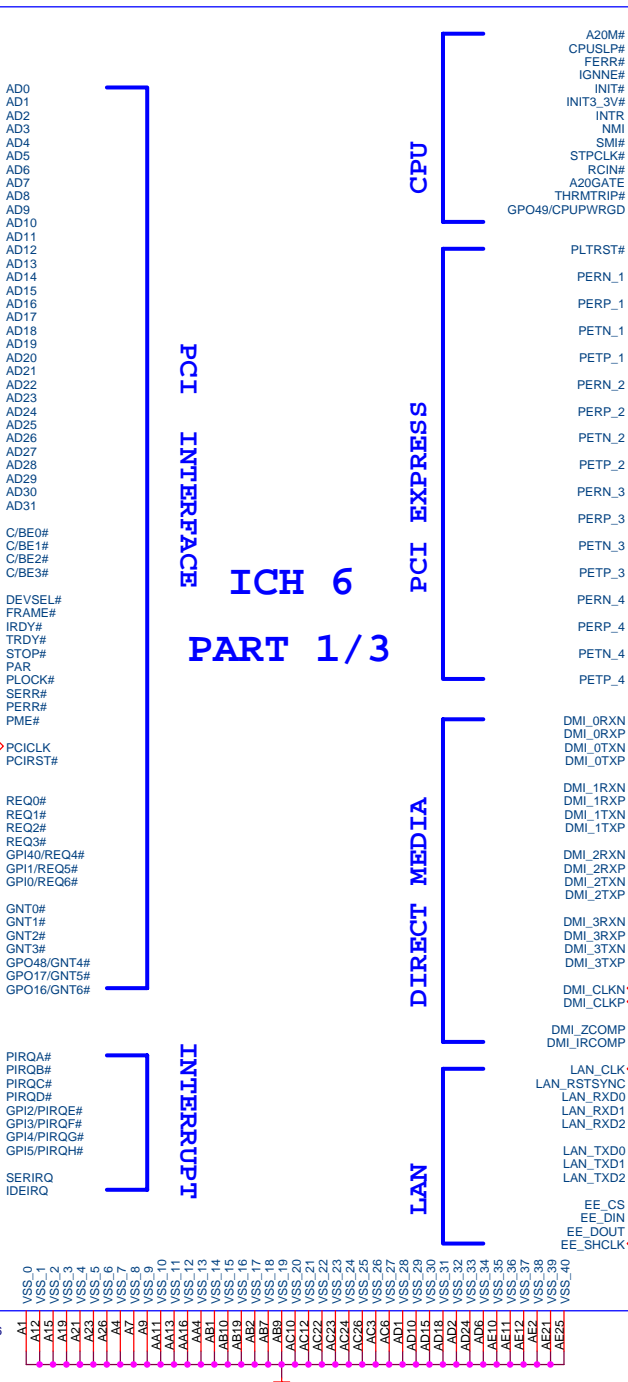 AD0
AD1
AD2
AD3
AD4
AD5
AD6
AD7
AD8
AD9
AD10
AD11
AD12
AD13
AD14
AD15
AD16
AD17
AD18
AD19
AD20
AD21
AD22
AD23
AD24
AD25
AD26
AD27
AD28
AD29
AD30
AD31
C/BE0#
C/BE1#
C/BE2#
C/BE3#
DEVSEL#
FRAME#
IRDY#
TRDY#
STOP#
PAR
PLOCK#
SERR#
PERR#
PME#
PCICLK
PCIRST#
REQ0#
REQ1#
REQ2#
REQ3#
GPI40/REQ4#
GPI1/REQ5#
GPI0/REQ6#
GNT0#
GNT1#
GNT2#
GNT3#
GPO48/GNT4#
GPO17/GNT5#
GPO16/GNT6#
PCI INTERFACE
PIRQA#
PIRQB#
PIRQC#
PIRQD#
GPI2/PIRQE#
GPI3/PIRQF#
GPI4/PIRQG#
GPI5/PIRQH#
SERIRQ
IDEIRQ
INTERRUPT
ICH 6
PART 1/3
CPU
A20M#
CPUSLP#
FERR#
IGNNE#
INIT#
INIT3_3V#
INTR
NMI
SMI#
STPCLK#
RCIN#
A20GATE
THRMTRIP#
GPO49/CPUPWRGD
PCI EXPRESS
PLTRST#
PERN_1
PERP_1
PETN_1
PETP_1
PERN_2
PERP_2
PETN_2
PETP_2
PERN_3
PERP_3
PETN_3
PETP_3
PERN_4
PERP_4
PETN_4
PETP_4
DIRECT MEDIA
DMI_0RXN
DMI_0RXP
DMI_0TXN
DMI_0TXP
DMI_1RXN
DMI_1RXP
DMI_1TXN
DMI_1TXP
DMI_2RXN
DMI_2RXP
DMI_2TXN
DMI_2TXP
DMI_3RXN
DMI_3RXP
DMI_3TXN
DMI_3TXP
DMI_CLKN
DMI_CLKP
DMI_ZCOMP
DMI_IRCOMP
LAN
LAN_CLK
LAN_RSTSYNC
LAN_RXD0
LAN_RXD1
LAN_RXD2
LAN_TXD0
LAN_TXD1
LAN_TXD2
EE_CS
EE_DIN
EE_DOUT
EE_SHCLK
VSS_0
VSS_1
VSS_2
VSS_3
VSS_4
VSS_5
VSS_6
VSS_7
VSS_8
VSS_9
VSS_10
VSS_11
VSS_12
VSS_13
VSS_14
VSS_15
VSS_16
VSS_17
VSS_18
VSS_19
VSS_20
VSS_21
VSS_22
VSS_23
VSS_24
VSS_25
VSS_26
VSS_27
VSS_28
VSS_29
VSS_30
VSS_31
VSS_32
VSS_33
VSS_34
VSS_35
VSS_36
VSS_37
VSS_38
VSS_39
VSS_40
A1
A12
A15
A19
A21
A23
A26
A4
A7
A9
AA11
AA13
AA16
AA4
AB1
AB10
AB19
AB2
AB7
AB9
AC10
AC12
AC22
AC23
AC24
AC26
AC3
AC6
AD1
AD10
AD15
AD18
AD2
AD24
AD6
AE10
AE11
AE12
AE2
AE21
AE25